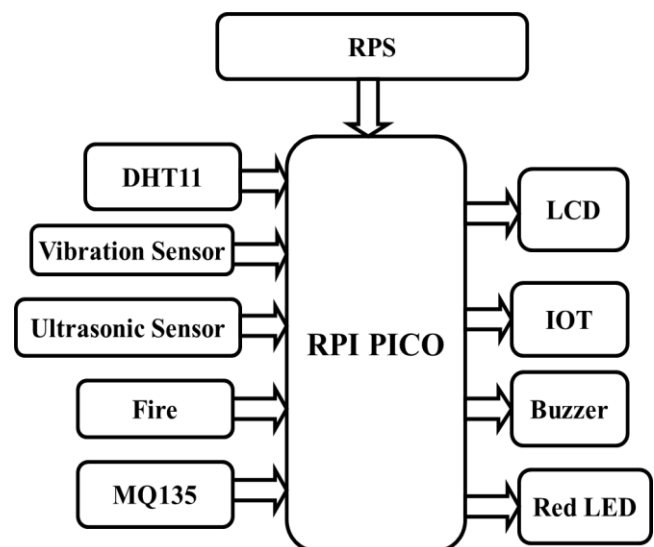 RPS
DHT11
Vibration Sensor
Ultrasonic Sensor
Fire
MQ135
RPI PICO
LCD
IOT
Buzzer
Red LED